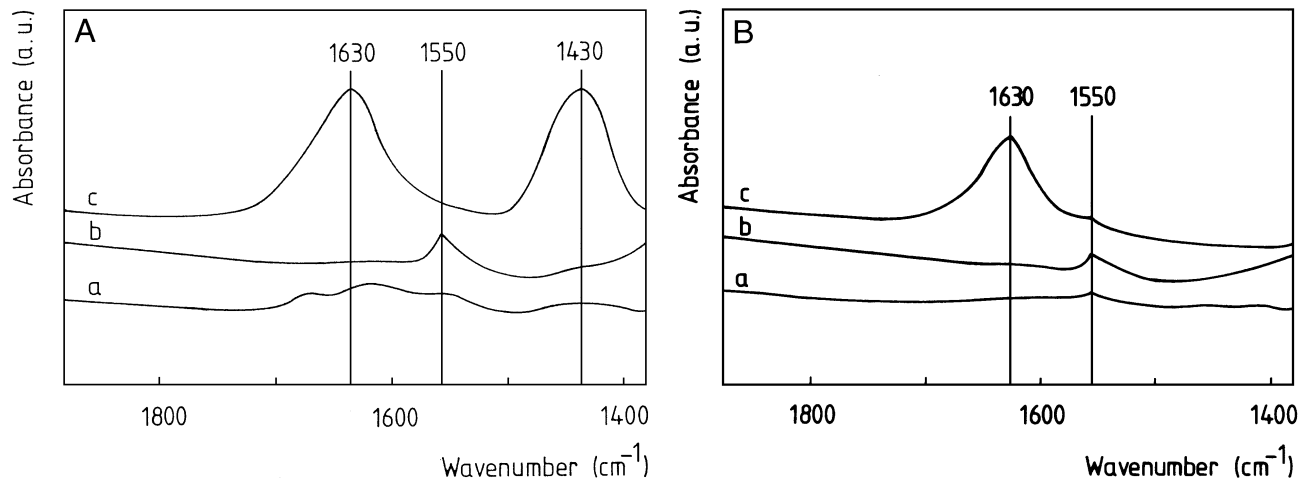 A
Absorbance (a.u.)
1630 1550 1430
c
b
a
1800 1600 1400
Wavenumber (cm⁻¹)
B
Absorbance (a.u.)
1630 1550
c
b
a
1800 1600 1400
Wavenumber (cm⁻¹)